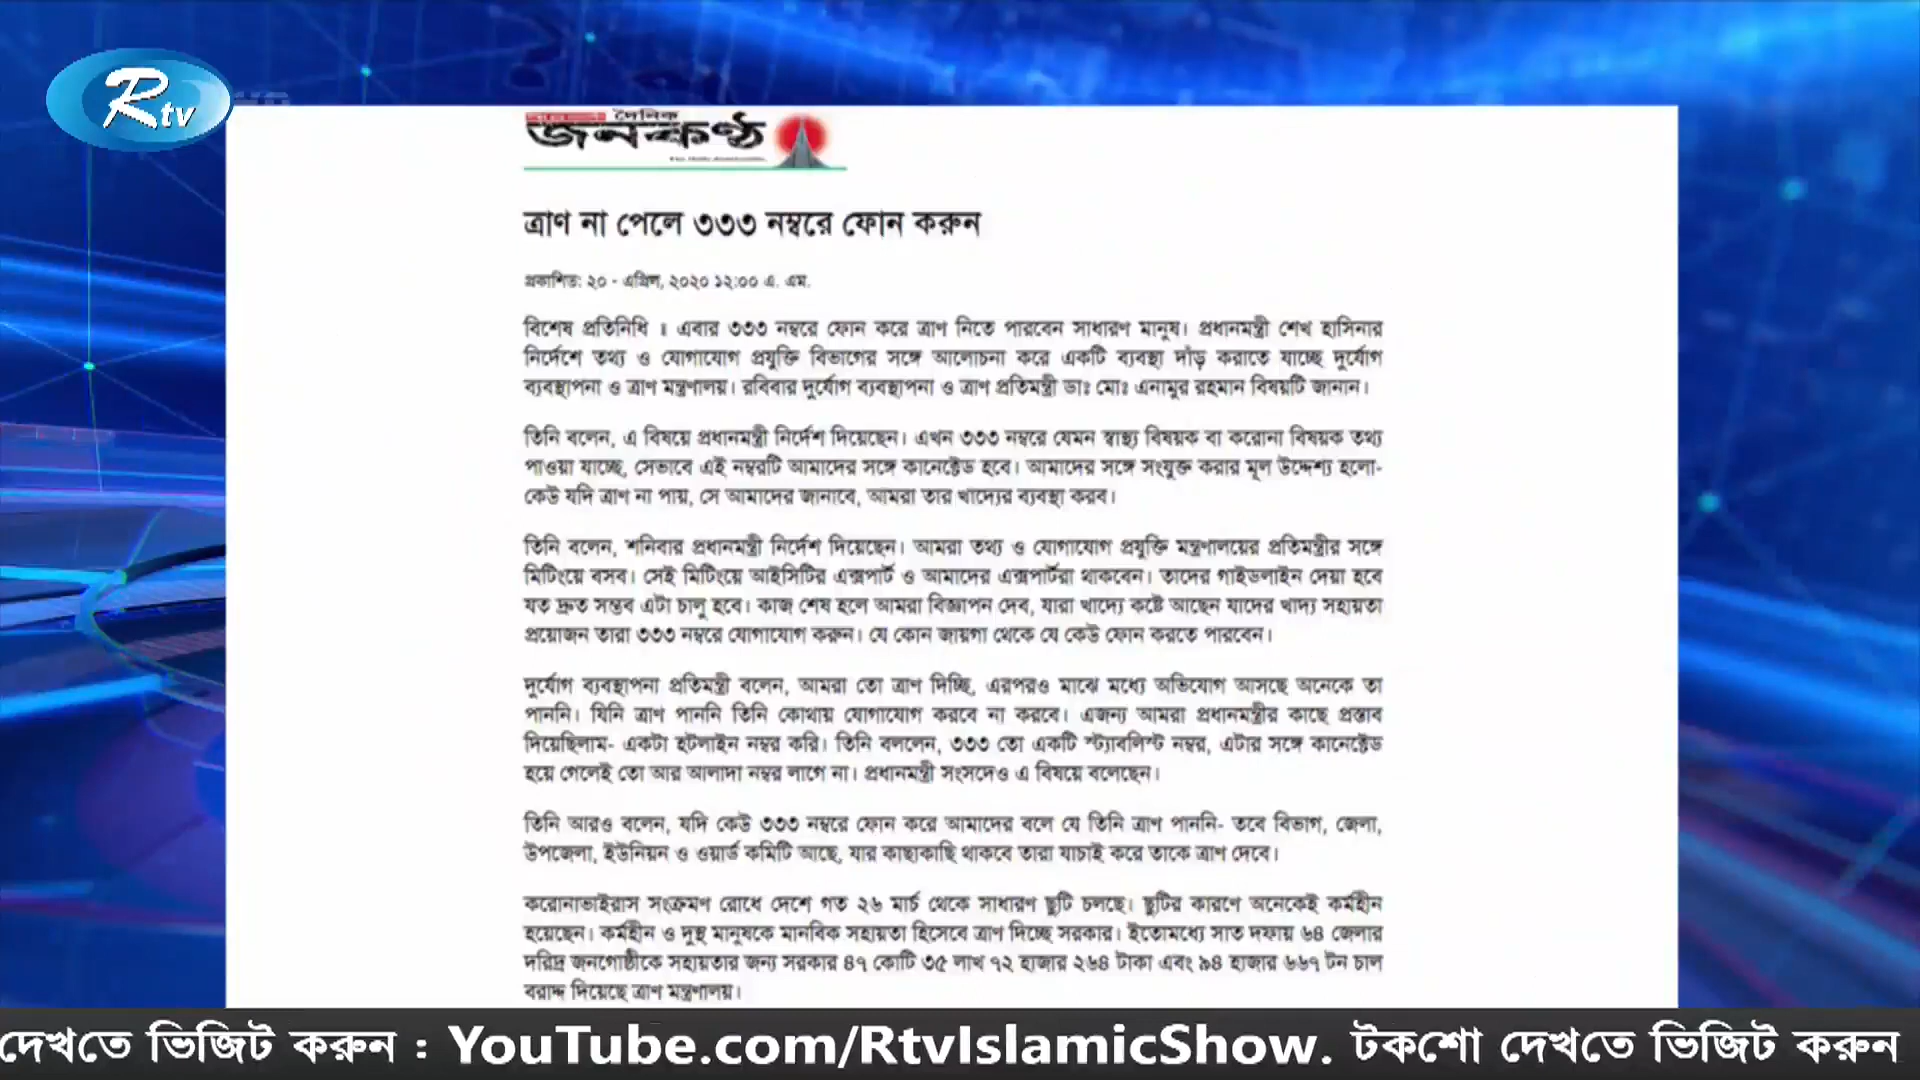 Rtv
দৈনিক
জনকণ্ঠ
ত্রাণ না পেলে ৩৩৩ নম্বরে ফোন করুন
প্রকাশিত: ২০ - এপ্রিল, ২০২০ ১২:০০ এ. এম.
বিশেষ প্রতিনিধি ॥ এবার ৩৩৩ নম্বরে ফোন করে ত্রাণ নিতে পারবেন সাধারণ মানুষ। প্রধানমন্ত্রী শেখ হাসিনার
নির্দেশে তথ্য ও যোগাযোগ প্রযুক্তি বিভাগের সঙ্গে আলোচনা করে একটি ব্যবস্থা দাঁড় করাতে যাচ্ছে দুর্যোগ
ব্যবস্থাপনা ও ত্রাণ মন্ত্রণালয়। রবিবার দুর্যোগ ব্যবস্থাপনা ও ত্রাণ প্রতিমন্ত্রী ডাঃ মোঃ এনামুর রহমান বিষয়টি জানান।
তিনি বলেন, এ বিষয়ে প্রধানমন্ত্রী নির্দেশ দিয়েছেন। এখন ৩৩৩ নম্বরে যেমন স্বাস্থ্য বিষয়ক বা করোনা বিষয়ক তথ্য
পাওয়া যাচ্ছে, সেভাবে এই নম্বরটি আমাদের সঙ্গে কানেক্টেড হবে। আমাদের সঙ্গে সংযুক্ত করার মূল উদ্দেশ্য হলো-
কেউ যদি ত্রাণ না পায়, সে আমাদের জানাবে, আমরা তার খাদ্যের ব্যবস্থা করব।
তিনি বলেন, শনিবার প্রধানমন্ত্রী নির্দেশ দিয়েছেন। আমরা তথ্য ও যোগাযোগ প্রযুক্তি মন্ত্রণালয়ের প্রতিমন্ত্রীর সঙ্গে
মিটিংয়ে বসব। সেই মিটিংয়ে আইসিটির এক্সপার্ট ও আমাদের এক্সপার্টরা থাকবেন। তাদের গাইডলাইন দেয়া হবে
যত দ্রুত সম্ভব এটা চালু হবে। কাজ শেষ হলে আমরা বিজ্ঞাপন দেব, যারা খাদ্যে কষ্টে আছেন যাদের খাদ্য সহায়তা
প্রয়োজন তারা ৩৩৩ নম্বরে যোগাযোগ করুন। যে কোন জায়গা থেকে যে কেউ ফোন করতে পারবেন।
দুর্যোগ ব্যবস্থাপনা প্রতিমন্ত্রী বলেন, আমরা তো ত্রাণ দিচ্ছি, এরপরও মাঝে মধ্যে অভিযোগ আসছে অনেকে তা
পাননি। যিনি ত্রাণ পাননি তিনি কোথায় যোগাযোগ করবে না করবে। এজন্য আমরা প্রধানমন্ত্রীর কাছে প্রস্তাব
দিয়েছিলাম- একটা হটলাইন নম্বর করি। তিনি বললেন, ৩৩৩ তো একটি স্ট্যাবলিস্ট নম্বর, এটার সঙ্গে কানেক্টেড
হয়ে গেলেই তো আর আলাদা নম্বর লাগে না। প্রধানমন্ত্রী সংসদেও এ বিষয়ে বলেছেন।
তিনি আরও বলেন, যদি কেউ ৩৩৩ নম্বরে ফোন করে আমাদের বলে যে তিনি ত্রাণ পাননি- তবে বিভাগ, জেলা,
উপজেলা, ইউনিয়ন ও ওয়ার্ড কমিটি আছে, যার কাছাকাছি থাকবে তারা যাচাই করে তাকে ত্রাণ দেবে।
করোনাভাইরাস সংক্রমণ রোধে দেশে গত ২৬ মার্চ থেকে সাধারণ ছুটি চলছে। ছুটির কারণে অনেকেই কর্মহীন
হয়েছেন। কর্মহীন ও দুস্থ মানুষকে মানবিক সহায়তা হিসেবে ত্রাণ দিচ্ছে সরকার। ইতোমধ্যে সাত দফায় ৬৪ জেলার
দরিদ্র জনগোষ্ঠীকে সহায়তার জন্য সরকার ৪৭ কোটি ৩৫ লাখ ৭২ হাজার ২৬৪ টাকা এবং ৯৪ হাজার ৬৬৭ টন চাল
বরাদ্দ দিয়েছে ত্রাণ মন্ত্রণালয়।
দেখতে ভিজিট করুন : YouTube.com/RtvIslamicShow. টকশো দেখতে ভিজিট করুন